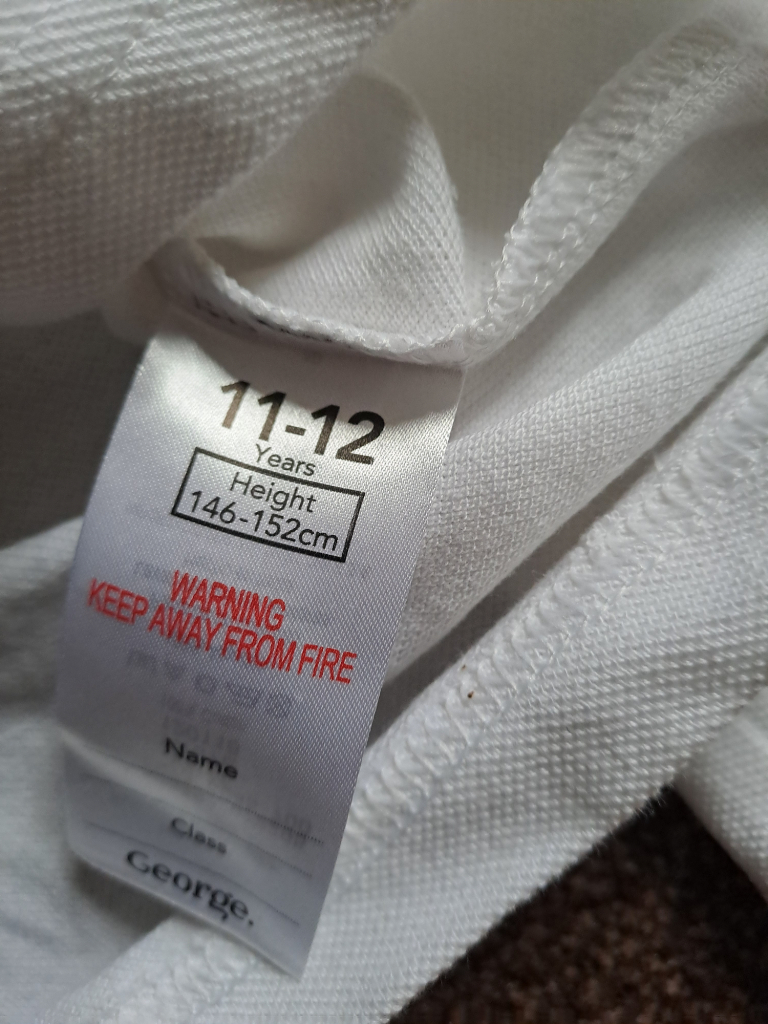 11-12
Years
Height
146-152cm
WARNING
KEEP AWAY FROM FIRE
Name
Class
George.